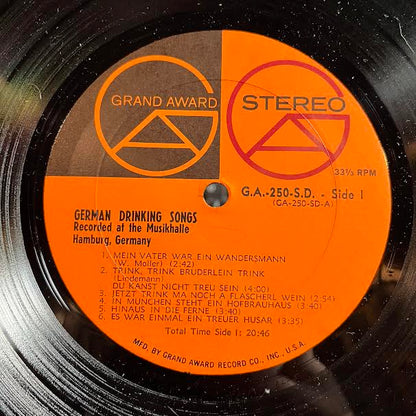 GRAND AWARD
STEREO
33⅓ RPM
G.A.-250-S.D. - Side 1
(GA-250-SD-A)
GERMAN DRINKING SONGS
Recorded at the Musikhalle
Hamburg, Germany
1. MEIN VATER WAR EIN WANDERSMANN
(W. Moller) (2:42)
2. TRINK, TRINK BRUDERLEIN TRINK
(Liedemann)
DU KANST NICHT TREU SEIN (4:00)
3. JETZT TRINK MA NOCH A FLASCHERL WEIN (2:54)
4. IN MUNCHEN STEHT EIN HOFBRAUHAUS (3:40)
5. HINAUS IN DIE FERNE (3:40)
6. ES WAR EINMAL EIN TREUER HUSAR (3:35)
Total Time Side 1: 20:46
MFD. BY GRAND AWARD RECORD CO., INC., U.S.A.